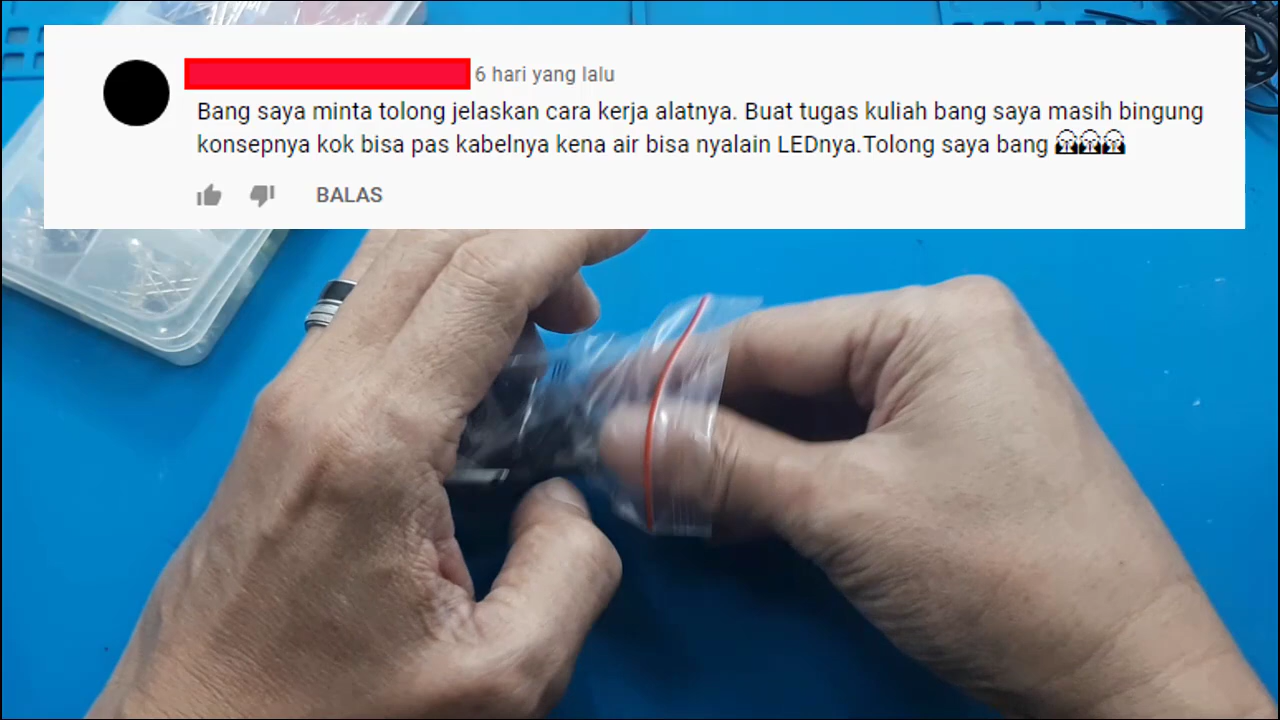 6 hari yang lalu
Bang saya minta tolong jelaskan cara kerja alatnya. Buat tugas kuliah bang saya masih bingung
konsepnya kok bisa pas kabelnya kena air bisa nyalain LEDnya.Tolong saya bang
BALAS